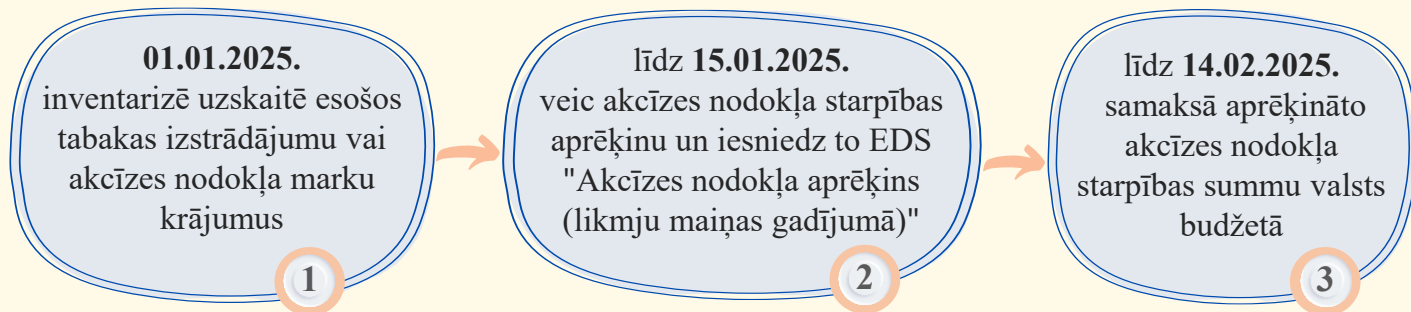 01.01.2025.
inventarizē uzskaitē esošos
tabakas izstrādājumu vai
akcīzes nodokļa marku
krājumus
1
līdz 15.01.2025.
veic akcīzes nodokļa starpības
aprēķinu un iesniedz to EDS
"Akcīzes nodokļa aprēķins
(likmju maiņas gadījumā)"
2
līdz 14.02.2025.
samaksā aprēķināto
akcīzes nodokļa
starpības summu valsts
budžetā
3